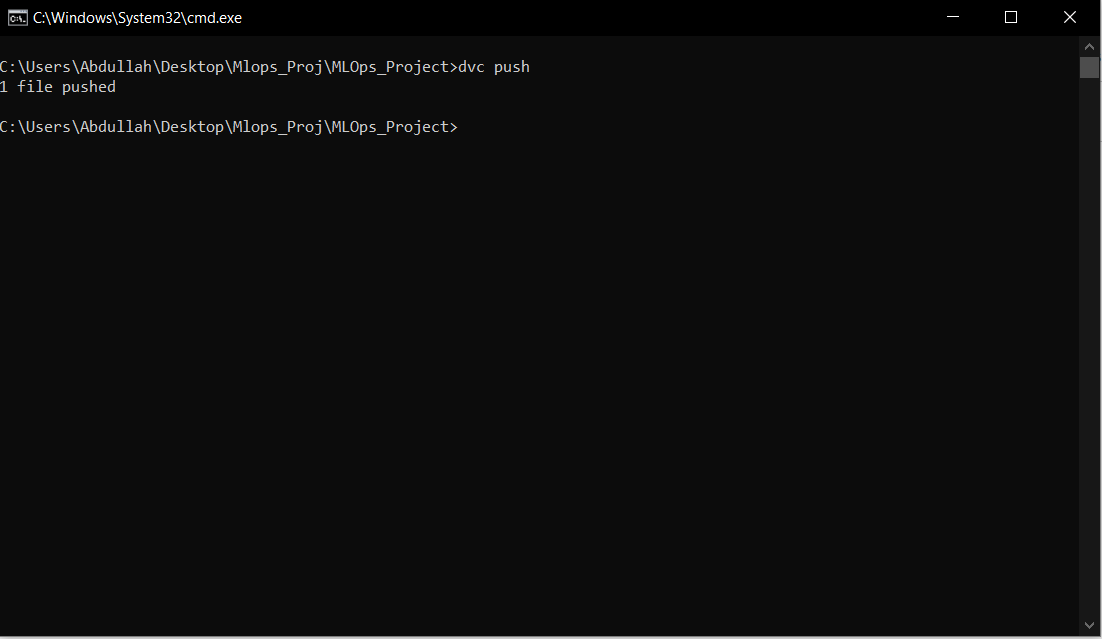 C:\Windows\System32\cmd.exe
C:\Users\Abdullah\Desktop\Mlops_Proj\MLOps_Project>dvc push
1 file pushed
C:\Users\Abdullah\Desktop\Mlops_Proj\MLOps_Project>